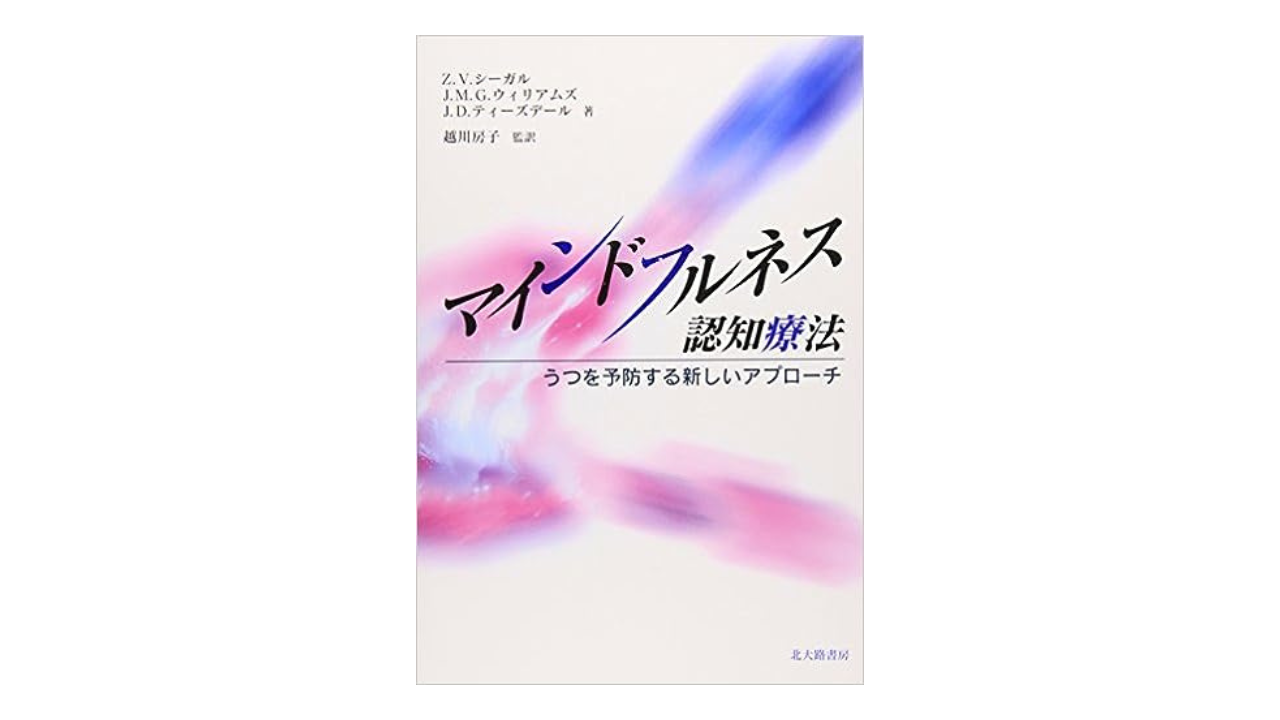 Z.V.シーガル
J.M.G.ウィリアムズ
J.D.ティーズデール 著
越川房子 監訳
マインドフルネス
認知療法
うつを予防する新しいアプローチ
北大路書房